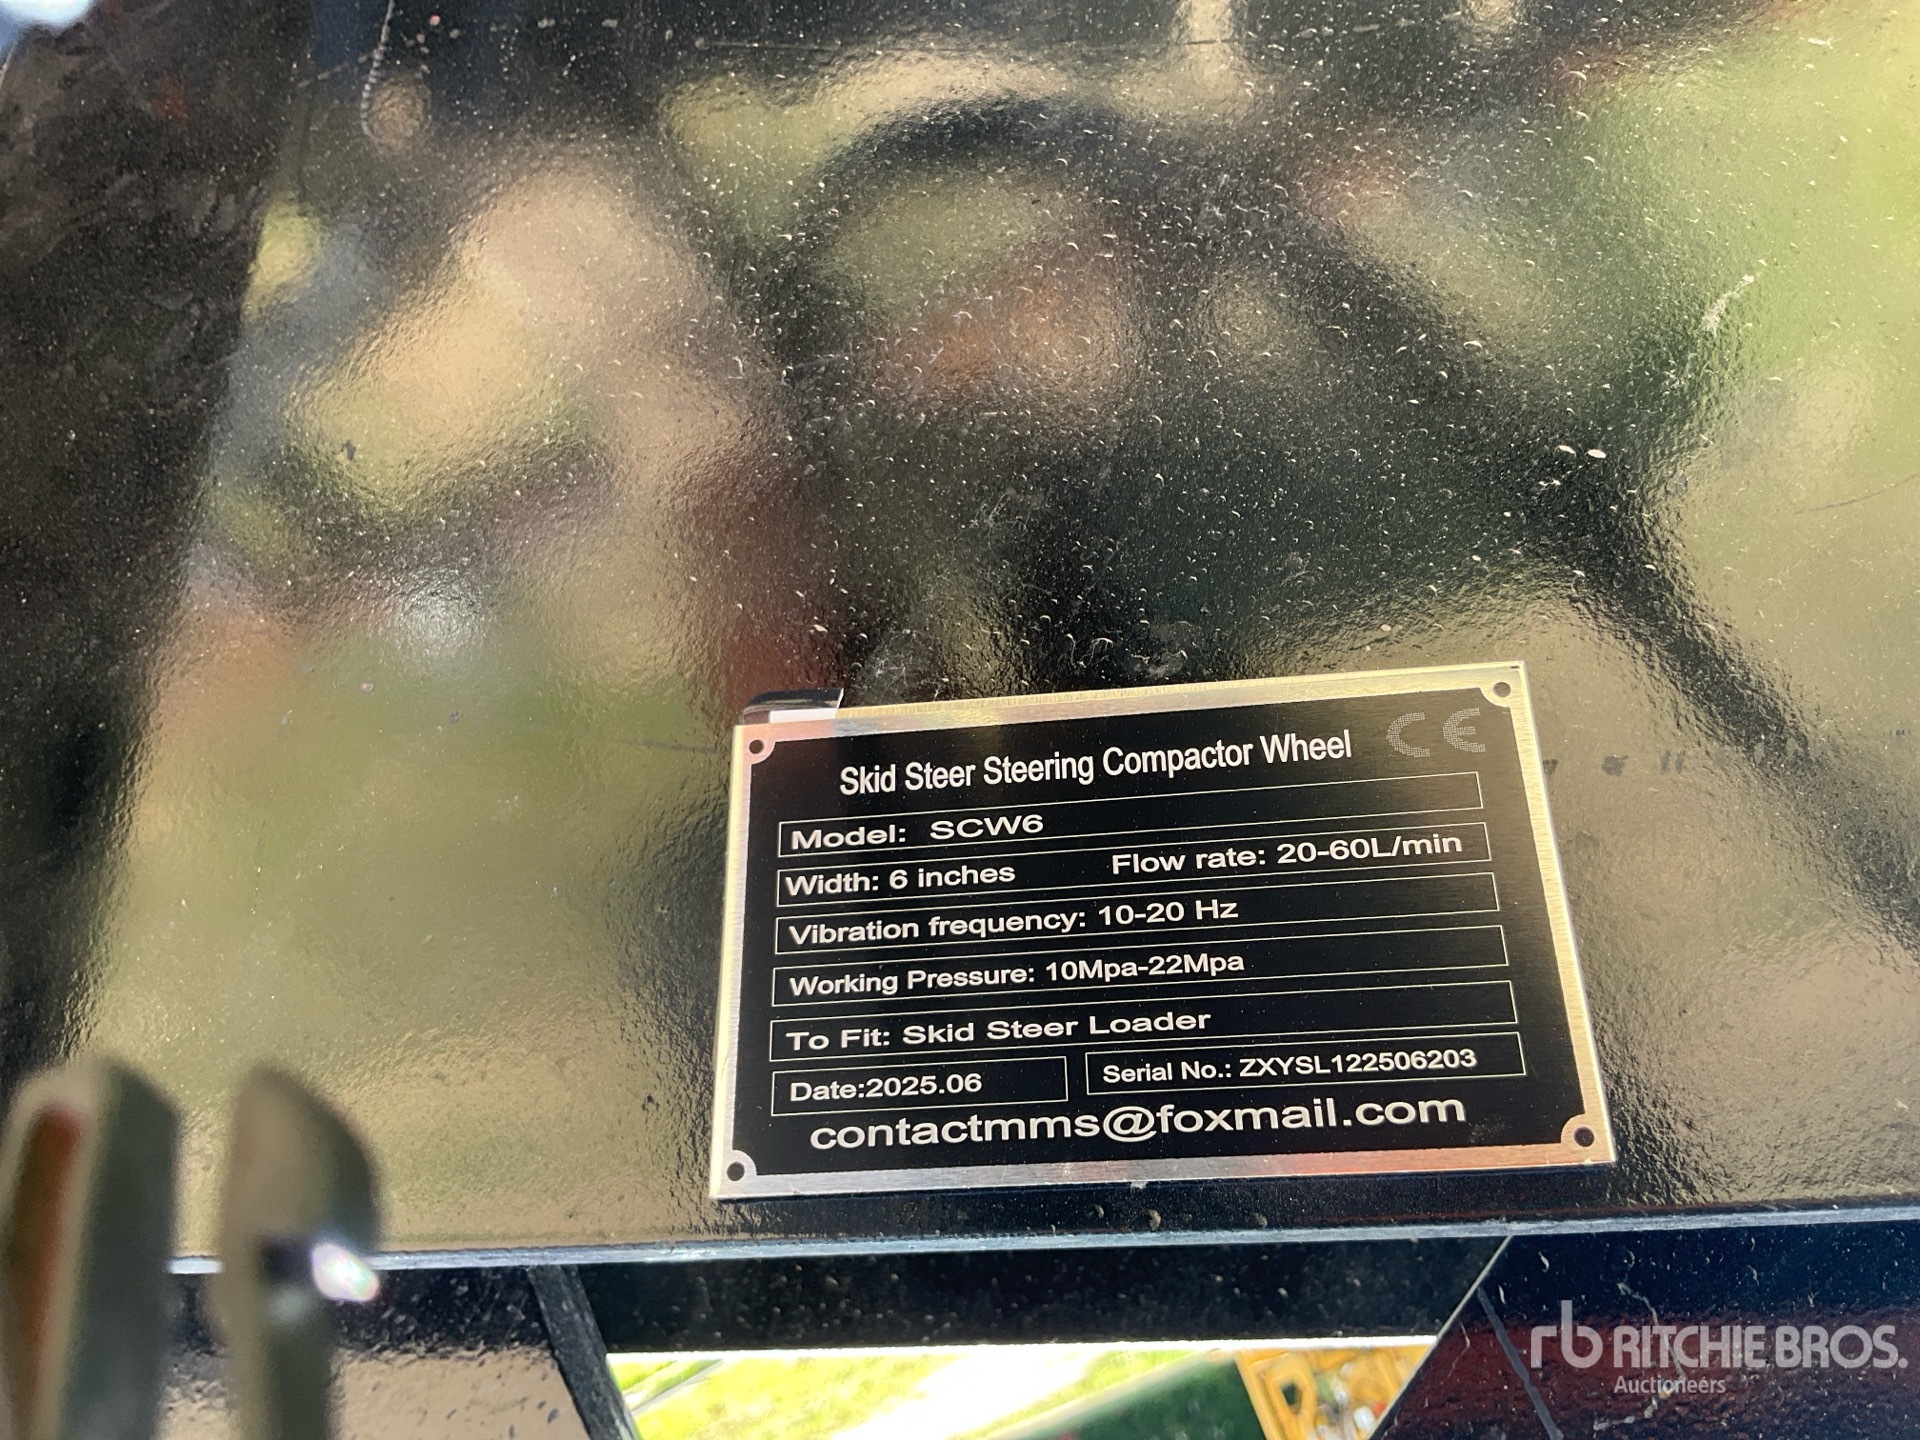 Skid Steer Steering Compactor Wheel CE
Model: SCW6
Width: 6 inches Flow rate: 20-60L/min
Vibration frequency: 10-20 Hz
Working Pressure: 10Mpa-22Mpa
To Fit: Skid Steer Loader
Date:2025.06 Serial No.: ZXYSL122506203
contactmms@foxmail.com
rb RITCHIE BROS.
Auctioneers